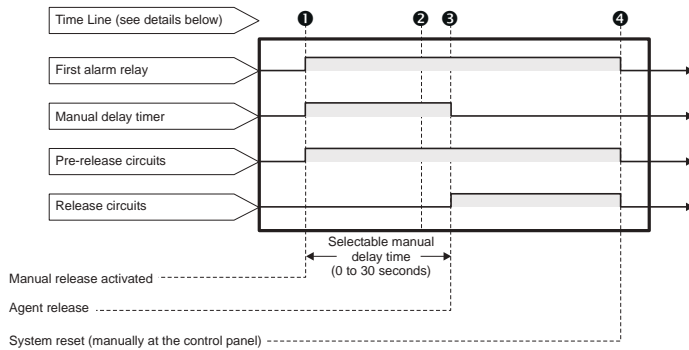 Time Line (see details below)
❶ ❷ ❸ ❹
First alarm relay
Manual delay timer
Pre-release circuits
Release circuits
Selectable manual
delay time
(0 to 30 seconds)
Manual release activated
Agent release
System reset (manually at the control panel)